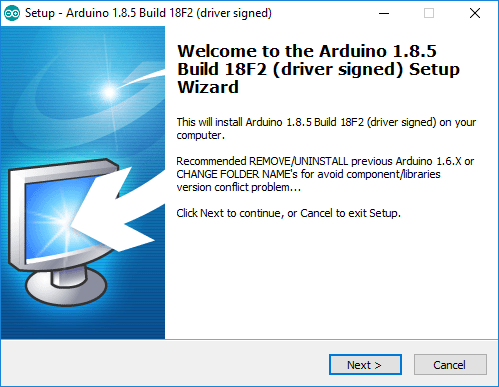 Setup - Arduino 1.8.5 Build 18F2 (driver signed)
Welcome to the Arduino 1.8.5
Build 18F2 (driver signed) Setup
Wizard
This will install Arduino 1.8.5 Build 18F2 (driver signed) on your
computer.
Recommended REMOVE/UNINSTALL previous Arduino 1.6.X or
CHANGE FOLDER NAME's for avoid component/libraries
version conflict problem...
Click Next to continue, or Cancel to exit Setup.
Next >
Cancel